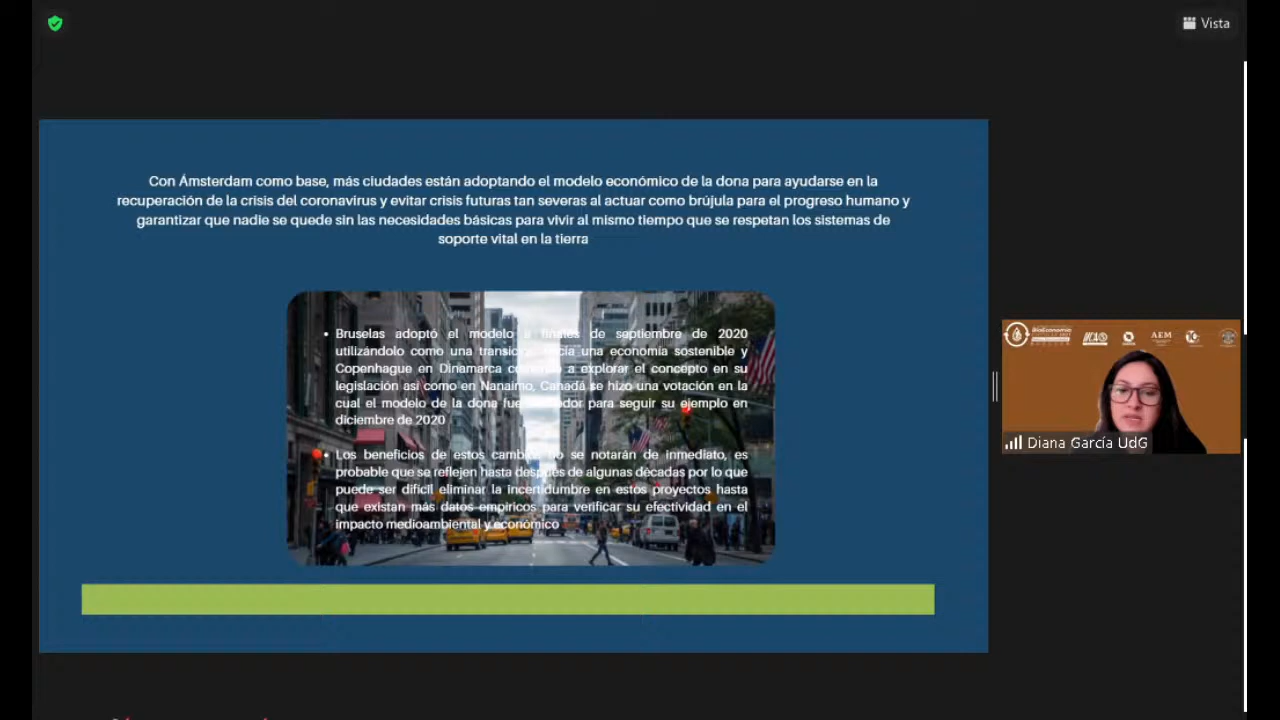 Vista
Con Ámsterdam como base, más ciudades están adoptando el modelo económico de la dona para ayudarse en la
recuperación de la crisis del coronavirus y evitar crisis futuras tan severas al actuar como brújula para el progreso humano y
garantizar que nadie se quede sin las necesidades básicas para vivir al mismo tiempo que se respetan los sistemas de
soporte vital en la tierra
• Bruselas adoptó el modelo a finales de septiembre de 2020
utilizándolo como una transición hacia una economía sostenible y
Copenhague en Dinamarca comenzó a explorar el concepto en su
legislación así como en Nanaimo, Canadá se hizo una votación en la
cual el modelo de la dona fue para seguir su ejemplo en
diciembre de 2020
• Los beneficios de estos cambios no se notarán de inmediato, es
probable que se reflejen hasta después de algunas décadas por lo que
puede ser difícil eliminar la incertidumbre en estos proyectos hasta
que existan más datos empíricos para verificar su efectividad en el
impacto medioambiental y económico
BioEconomía
IICA
AEM
Diana García UdG